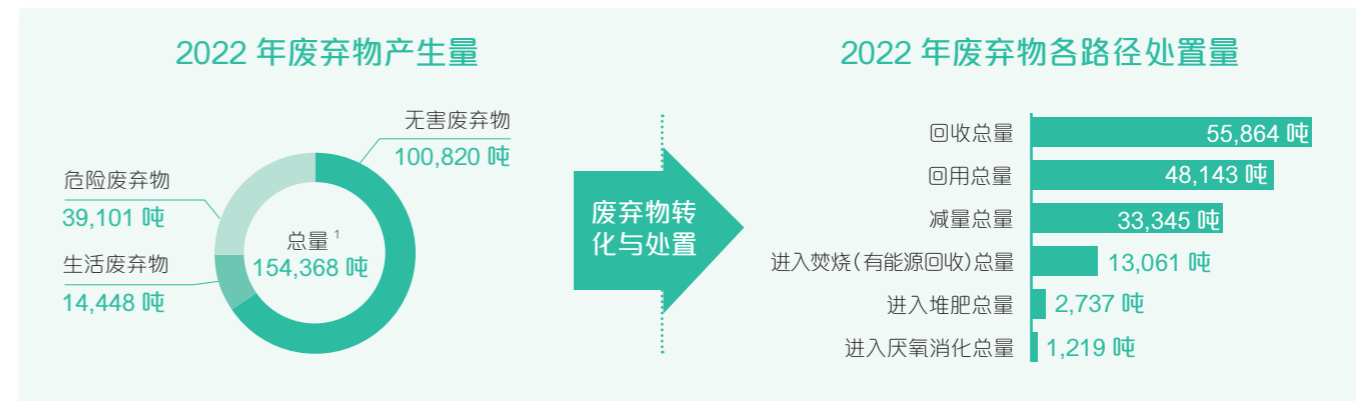 2022 年废弃物产生量
无害废弃物
100,820 吨
危险废弃物
39,101 吨
生活废弃物
14,448 吨
总量 1
154,368 吨
废弃物转
化与处置
2022 年废弃物各路径处置量
回收总量
55,864 吨
回用总量
48,143 吨
减量总量
33,345 吨
进入焚烧(有能源回收)总量
13,061 吨
进入堆肥总量
2,737 吨
进入厌氧消化总量
1,219 吨